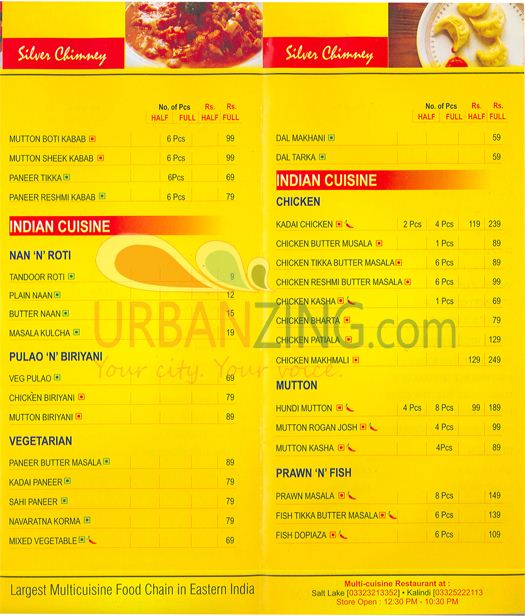 Silver Chimney
No. of Pcs Rs. Rs.
HALF FULL HALF FULL
MUTTON BOTI KABAB 6 Pcs 99
MUTTON SHEEK KABAB 6 Pcs 99
PANEER TIKKA 6Pcs 69
PANEER RESHMI KABAB 6 Pcs 79
INDIAN CUISINE
NAN 'N' ROTI
TANDOOR ROTI 9
PLAIN NAAN 12
BUTTER NAAN 15
MASALA KULCHA 19
PULAO 'N' BIRIYANI
VEG PULAO 69
CHICKEN BIRIYANI 79
MUTTON BIRIYANI 89
VEGETARIAN
PANEER BUTTER MASALA 89
KADAI PANEER 79
SAHI PANEER 79
NAVARATNA KORMA 79
MIXED VEGETABLE 69
Largest Multicuisine Food Chain in Eastern India
Silver Chimney
No. of Pcs Rs. Rs.
HALF FULL HALF FULL
DAL MAKHANI 59
DAL TARKA 59
INDIAN CUISINE
CHICKEN
KADAI CHICKEN 2 Pcs 4 Pcs 119 239
CHICKEN BUTTER MUSALA 1 Pcs 89
CHICKEN TIKKA BUTTER MASALA 6 Pcs 89
CHICKEN RESHMI BUTTER MASALA 6 Pcs 99
CHICKEN KASHA 1 Pcs 69
CHICKEN BHARTA 79
CHICKEN PATIALA 129
CHICKEN MAKHMALI 129 249
MUTTON
HUNDI MUTTON 4 Pcs 8 Pcs 99 189
MUTTON ROGAN JOSH 4 Pcs 99
MUTTON KASHA 4Pcs 89
PRAWN 'N' FISH
PRAWN MASALA 8 Pcs 149
FISH TIKKA BUTTER MASALA 6 Pcs 139
FISH DOPIAZA 6 Pcs 109
Multi-cuisine Restaurant at :
Salt Lake [03323213352] • Kalindi [03325222113]
Store Open : 12:30 PM - 10:30 PM
URBANZING.com
Your city. Your voice.